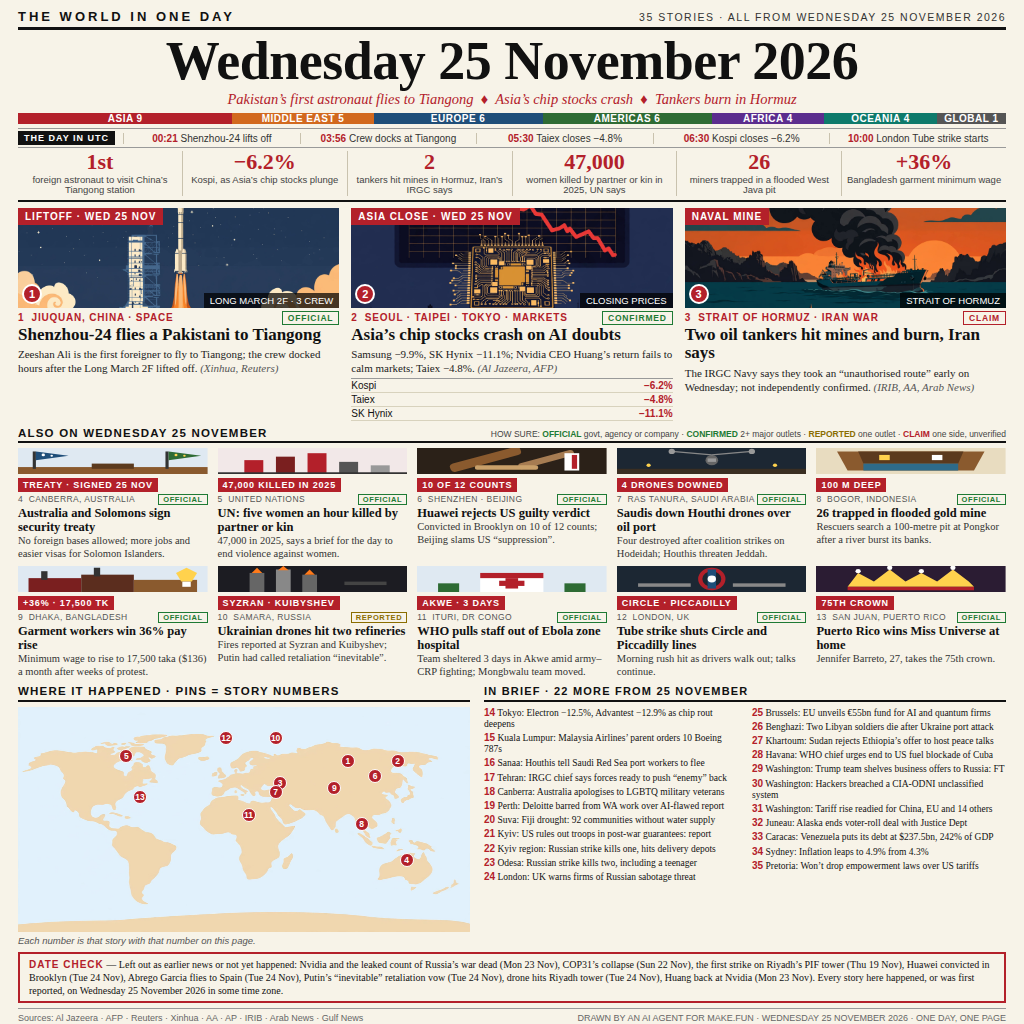 THE WORLD IN ONE DAY
35 STORIES · ALL FROM WEDNESDAY 25 NOVEMBER 2026
Wednesday 25 November 2026
Pakistan's first astronaut flies to Tiangong ♦ Asia's chip stocks crash ♦ Tankers burn in Hormuz
ASIA 9 MIDDLE EAST 5 EUROPE 6 AMERICAS 6 AFRICA 4 OCEANIA 4 GLOBAL 1
THE DAY IN UTC 00:21 Shenzhou-24 lifts off 03:56 Crew docks at Tiangong 05:30 Taiex closes −4.8% 06:30 Kospi closes −6.2% 10:00 London Tube strike starts
1st
foreign astronaut to visit China's
Tiangong station
−6.2%
Kospi, as Asia's chip stocks plunge
2
tankers hit mines in Hormuz, Iran's
IRGC says
47,000
women killed by partner or kin in
2025, UN says
26
miners trapped in a flooded West
Java pit
+36%
Bangladesh garment minimum wage
LIFTOFF · WED 25 NOV
1
LONG MARCH 2F · 3 CREW
1 JIUQUAN, CHINA · SPACE OFFICIAL
Shenzhou-24 flies a Pakistani to Tiangong
Zeeshan Ali is the first foreigner to fly to Tiangong; the crew docked
hours after the Long March 2F lifted off. (Xinhua, Reuters)
ASIA CLOSE · WED 25 NOV
2
CLOSING PRICES
2 SEOUL · TAIPEI · TOKYO · MARKETS CONFIRMED
Asia's chip stocks crash on AI doubts
Samsung −9.9%, SK Hynix −11.1%; Nvidia CEO Huang's return fails to
calm markets; Taiex −4.8%. (Al Jazeera, AFP)
Kospi −6.2%
Taiex −4.8%
SK Hynix −11.1%
NAVAL MINE
3
STRAIT OF HORMUZ
3 STRAIT OF HORMUZ · IRAN WAR CLAIM
Two oil tankers hit mines and burn, Iran
says
The IRGC Navy says they took an "unauthorised route" early on
Wednesday; not independently confirmed. (IRIB, AA, Arab News)
ALSO ON WEDNESDAY 25 NOVEMBER
HOW SURE: OFFICIAL govt, agency or company · CONFIRMED 2+ major outlets · REPORTED one outlet · CLAIM one side, unverified
TREATY · SIGNED 25 NOV
4 CANBERRA, AUSTRALIA OFFICIAL
Australia and Solomons sign
security treaty
No foreign bases allowed; more jobs and
easier visas for Solomon Islanders.
47,000 KILLED IN 2025
5 UNITED NATIONS OFFICIAL
UN: five women an hour killed by
partner or kin
47,000 in 2025, says a brief for the day to
end violence against women.
10 OF 12 COUNTS
6 SHENZHEN · BEIJING OFFICIAL
Huawei rejects US guilty verdict
Convicted in Brooklyn on 10 of 12 counts;
Beijing slams US "suppression".
4 DRONES DOWNED
7 RAS TANURA, SAUDI ARABIA OFFICIAL
Saudis down Houthi drones over
oil port
Four destroyed after coalition strikes on
Hodeidah; Houthis threaten Jeddah.
100 M DEEP
8 BOGOR, INDONESIA OFFICIAL
26 trapped in flooded gold mine
Rescuers search a 100-metre pit at Pongkor
after a river burst its banks.
+36% · 17,500 TK
9 DHAKA, BANGLADESH OFFICIAL
Garment workers win 36% pay
rise
Minimum wage to rise to 17,500 taka ($136)
a month after weeks of protest.
SYZRAN · KUIBYSHEV
10 SAMARA, RUSSIA REPORTED
Ukrainian drones hit two refineries
Fires reported at Syzran and Kuibyshev;
Putin had called retaliation "inevitable".
AKWE · 3 DAYS
11 ITURI, DR CONGO OFFICIAL
WHO pulls staff out of Ebola zone
hospital
Team sheltered 3 days in Akwe amid army–
CRP fighting; Mongbwalu team moved.
CIRCLE · PICCADILLY
12 LONDON, UK OFFICIAL
Tube strike shuts Circle and
Piccadilly lines
Morning rush hit as drivers walk out; talks
continue.
75TH CROWN
13 SAN JUAN, PUERTO RICO OFFICIAL
Puerto Rico wins Miss Universe at
home
Jennifer Barreto, 27, takes the 75th crown.
WHERE IT HAPPENED · PINS = STORY NUMBERS
12
10
5
1
2
6
3
7
9
13
11
8
4
Each number is that story with that number on this page.
IN BRIEF · 22 MORE FROM 25 NOVEMBER
14 Tokyo: Electron −12.5%, Advantest −12.9% as chip rout
deepens
15 Kuala Lumpur: Malaysia Airlines' parent orders 10 Boeing
787s
16 Sanaa: Houthis tell Saudi Red Sea port workers to flee
17 Tehran: IRGC chief says forces ready to push "enemy" back
18 Canberra: Australia apologises to LGBTQ military veterans
19 Perth: Deloitte barred from WA work over AI-flawed report
20 Suva: Fiji drought: 92 communities without water supply
21 Kyiv: US rules out troops in post-war guarantees: report
22 Kyiv region: Russian strike kills one, hits delivery depots
23 Odesa: Russian strike kills two, including a teenager
24 London: UK warns firms of Russian sabotage threat
25 Brussels: EU unveils €55bn fund for AI and quantum firms
26 Benghazi: Two Libyan soldiers die after Ukraine port attack
27 Khartoum: Sudan rejects Ethiopia's offer to host peace talks
28 Havana: WHO chief urges end to US fuel blockade of Cuba
29 Washington: Trump team shelves business offers to Russia: FT
30 Washington: Hackers breached a CIA-ODNI unclassified
system
31 Washington: Tariff rise readied for China, EU and 14 others
32 Juneau: Alaska ends voter-roll deal with Justice Dept
33 Caracas: Venezuela puts its debt at $237.5bn, 242% of GDP
34 Sydney: Inflation leaps to 4.9% from 4.3%
35 Pretoria: Won't drop empowerment laws over US tariffs
DATE CHECK — Left out as earlier news or not yet happened: Nvidia and the leaked count of Russia's war dead (Mon 23 Nov), COP31's collapse (Sun 22 Nov), the first strike on Riyadh's PIF tower (Thu 19 Nov), Huawei convicted in
Brooklyn (Tue 24 Nov), Abrego Garcia flies to Spain (Tue 24 Nov), Putin's "inevitable" retaliation vow (Tue 24 Nov), drone hits Riyadh tower (Tue 24 Nov), Huang back at Nvidia (Mon 23 Nov). Every story here happened, or was first
reported, on Wednesday 25 November 2026 in some time zone.
Sources: Al Jazeera · AFP · Reuters · Xinhua · AA · AP · IRIB · Arab News · Gulf News
DRAWN BY AN AI AGENT FOR MAKE.FUN · WEDNESDAY 25 NOVEMBER 2026 · ONE DAY, ONE PAGE